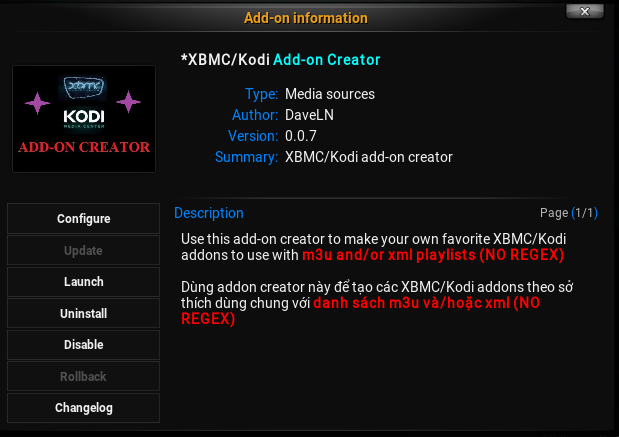 Add-on information
*XBMC/Kodi Add-on Creator
xbmc
KODI
MEDIA CENTER
ADD-ON CREATOR
Type: Media sources
Author: DaveLN
Version: 0.0.7
Summary: XBMC/Kodi add-on creator
Configure
Update
Launch
Uninstall
Disable
Rollback
Changelog
Description
Page (1/1)
Use this add-on creator to make your own favorite XBMC/Kodi
addons to use with m3u and/or xml playlists (NO REGEX)
Dùng addon creator này để tạo các XBMC/Kodi addons theo sở
thích dùng chung với danh sách m3u và/hoặc xml (NO
REGEX)